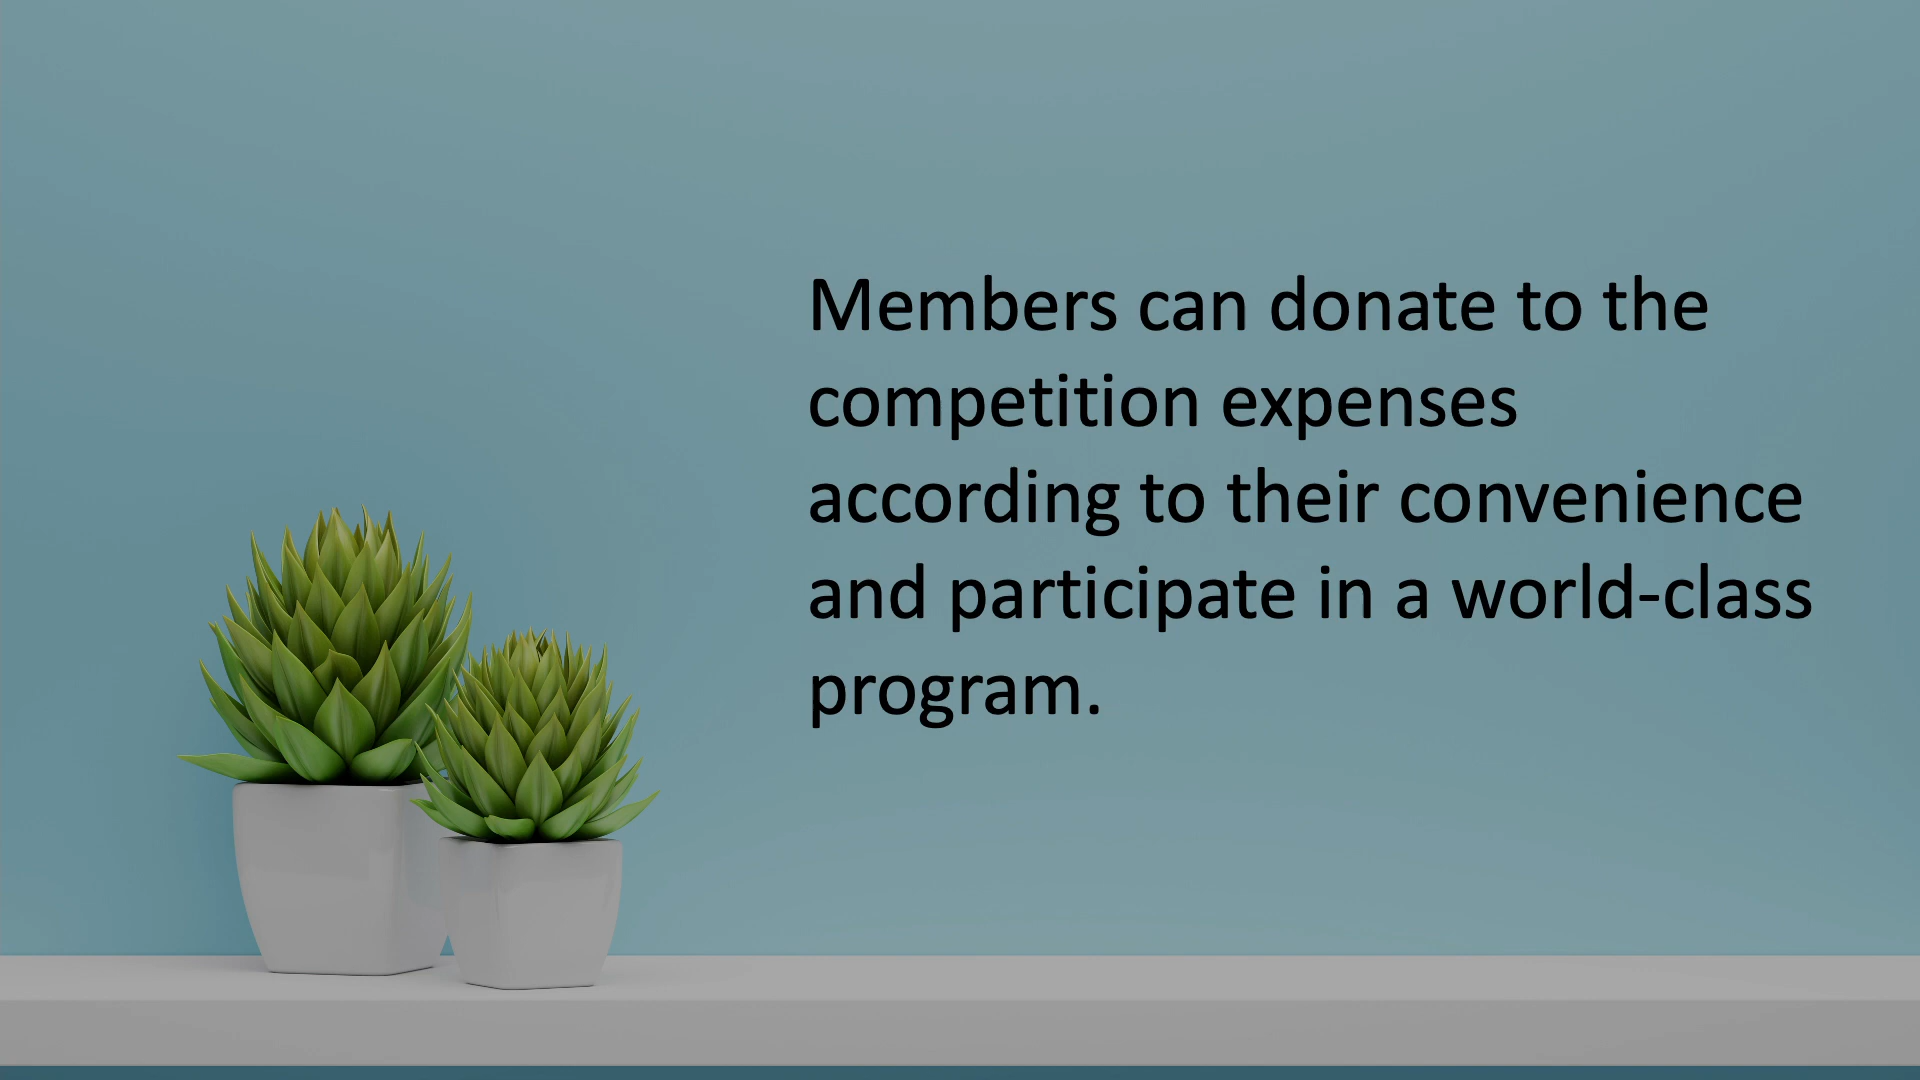 Members can donate to the
competition expenses
according to their convenience
and participate in a world-class
program.